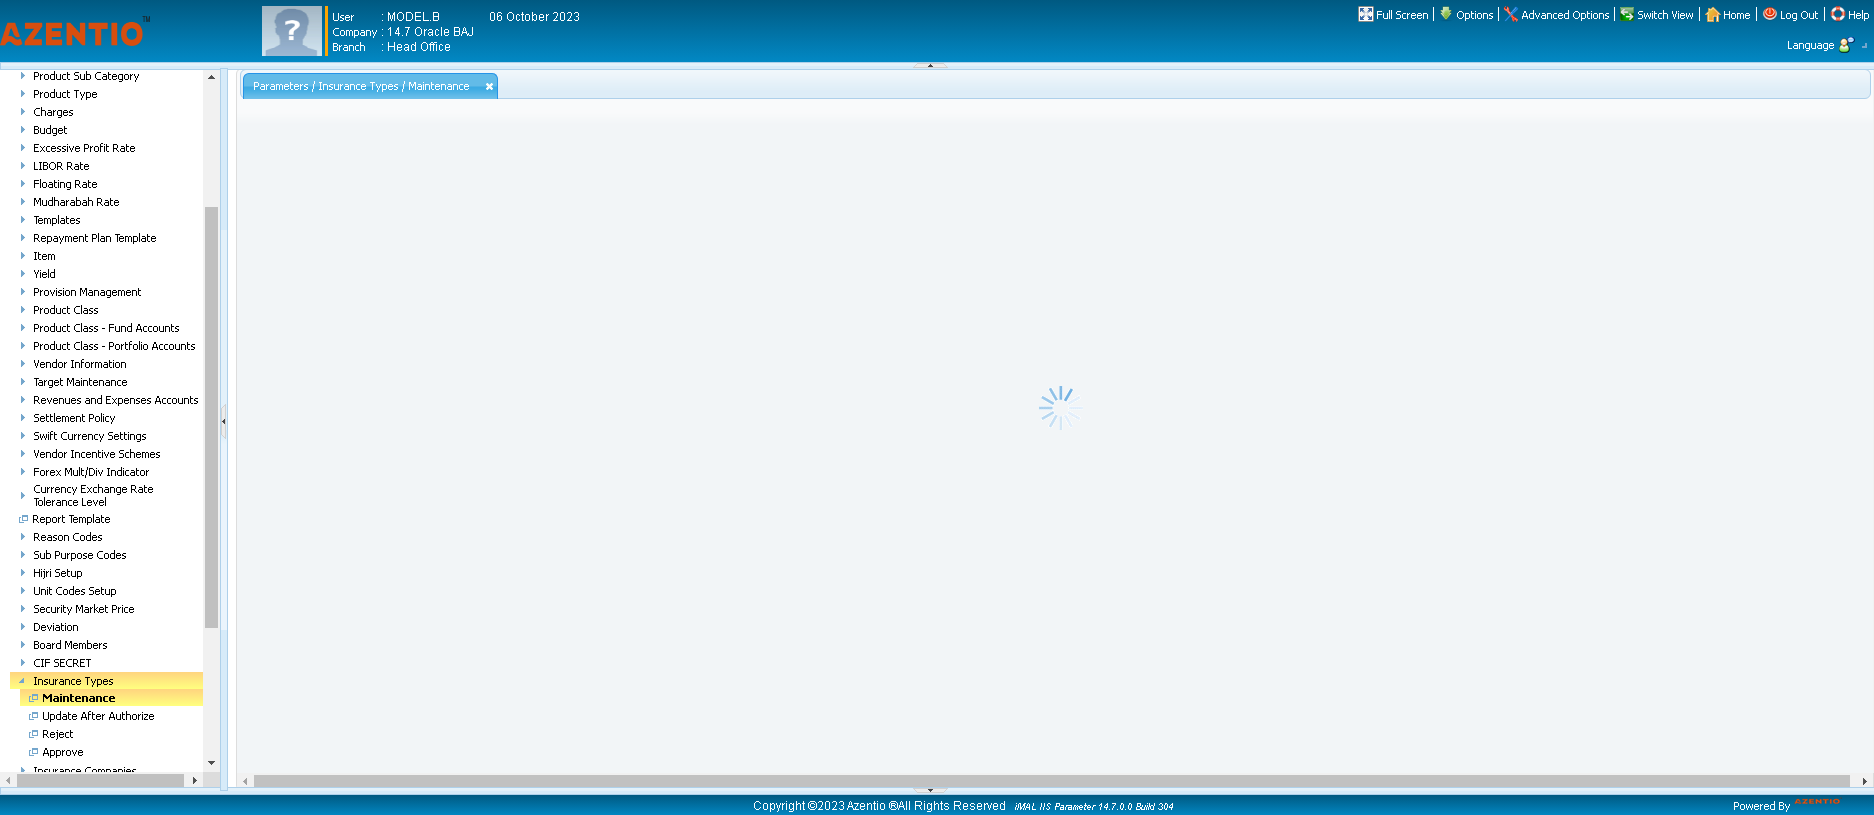 AZENTIO™
User : MODEL.B 06 October 2023
Company : 14.7 Oracle BAJ
Branch : Head Office
Full Screen
Options
Advanced Options
Switch View
Home
Log Out
Help
Language
Product Sub Category
Product Type
Charges
Budget
Excessive Profit Rate
LIBOR Rate
Floating Rate
Mudharabah Rate
Templates
Repayment Plan Template
Item
Yield
Provision Management
Product Class
Product Class - Fund Accounts
Product Class - Portfolio Accounts
Vendor Information
Target Maintenance
Revenues and Expenses Accounts
Settlement Policy
Swift Currency Settings
Vendor Incentive Schemes
Forex Mult/Div Indicator
Currency Exchange Rate
Tolerance Level
Report Template
Reason Codes
Sub Purpose Codes
Hijri Setup
Unit Codes Setup
Security Market Price
Deviation
Board Members
CIF SECRET
Insurance Types
Maintenance
Update After Authorize
Reject
Approve
Insurance Companies
Parameters / Insurance Types / Maintenance
Copyright ©2023 Azentio ®All Rights Reserved iMAL IIS Parameter 14.7.0.0 Build 304
Powered By AZENTIO